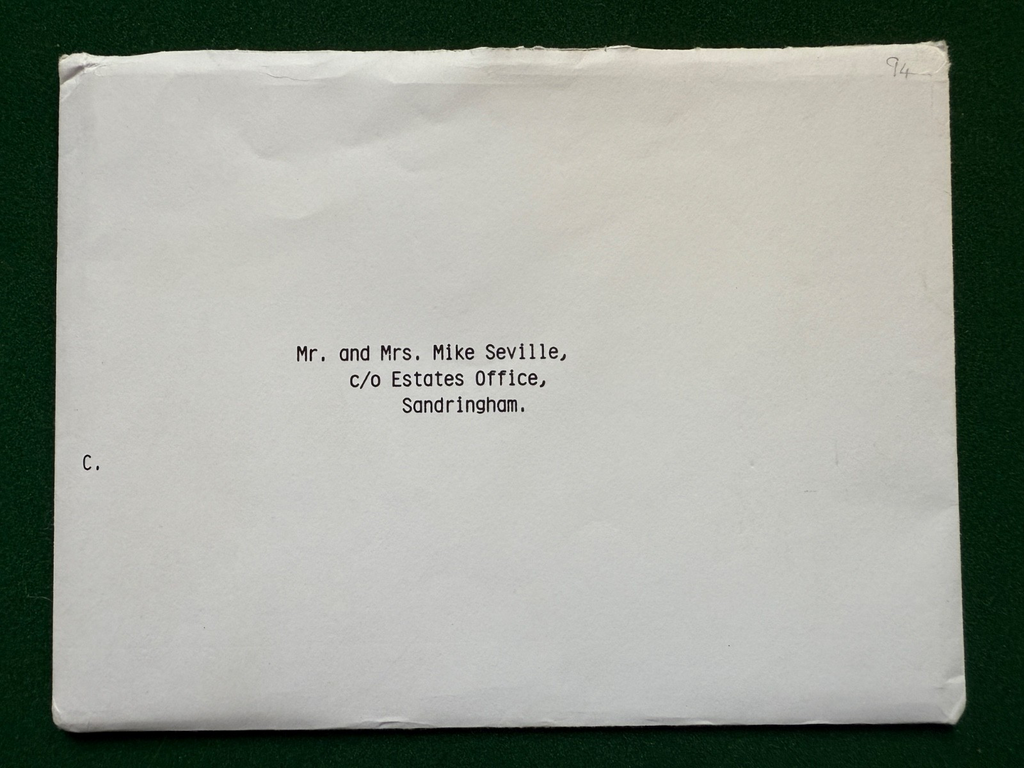 94
Mr. and Mrs. Mike Seville,
c/o Estates Office,
Sandringham.
C.